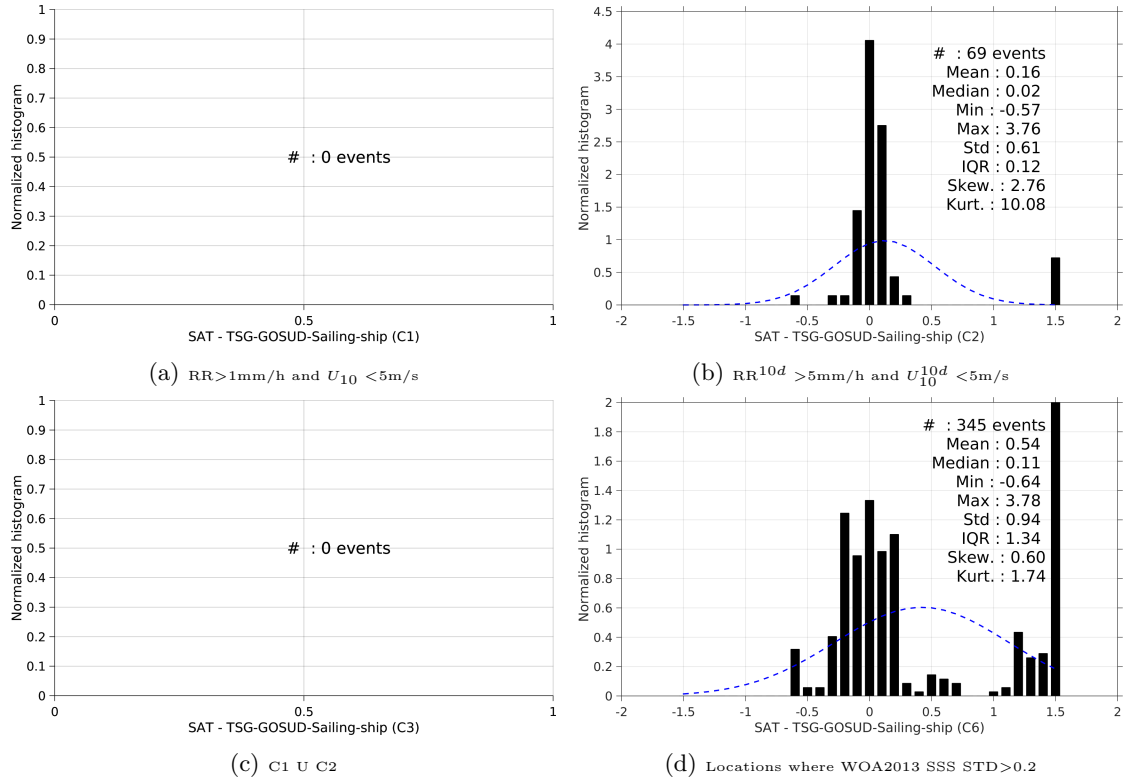 1
0.9
0.8
0.7
0.6
0.5
0.4
0.3
0.2
0.1
0
Normalized histogram
# : 0 events
0 0.5 1
SAT - TSG-GOSUD-Sailing-ship (C1)
(a) RR>1mm/h and U10 <5m/s
4.5
4
3.5
3
2.5
2
1.5
1
0.5
0
Normalized histogram
# : 69 events
Mean : 0.16
Median : 0.02
Min : -0.57
Max : 3.76
Std : 0.61
IQR : 0.12
Skew. : 2.76
Kurt. : 10.08
-2 -1.5 -1 -0.5 0 0.5 1 1.5 2
SAT - TSG-GOSUD-Sailing-ship (C2)
(b) RR10d >5mm/h and U10d10 <5m/s
1
0.9
0.8
0.7
0.6
0.5
0.4
0.3
0.2
0.1
0
Normalized histogram
# : 0 events
0 0.5 1
SAT - TSG-GOSUD-Sailing-ship (C3)
(c) C1 U C2
2
1.8
1.6
1.4
1.2
1
0.8
0.6
0.4
0.2
0
Normalized histogram
# : 345 events
Mean : 0.54
Median : 0.11
Min : -0.64
Max : 3.78
Std : 0.94
IQR : 1.34
Skew. : 0.60
Kurt. : 1.74
-2 -1.5 -1 -0.5 0 0.5 1 1.5 2
SAT - TSG-GOSUD-Sailing-ship (C6)
(d) Locations where WOA2013 SSS STD>0.2